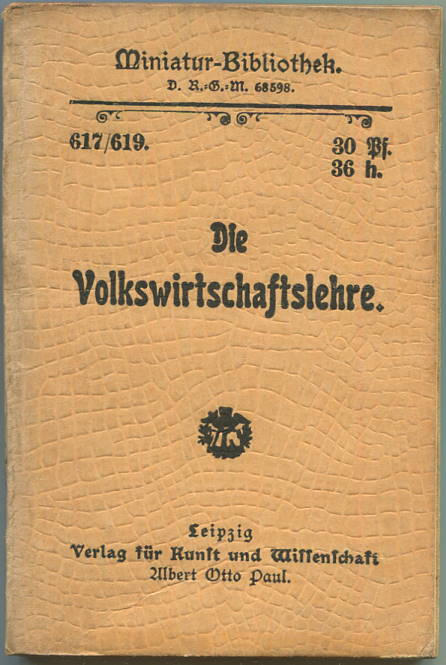 Miniatur-Bibliothek.
D. R.=G.=M. 68598.
617/619.
30 Pf.
36 h.
Die
Volkswirtschaftslehre.
Leipzig
Verlag für Kunst und Wissenschaft
Albert Otto Paul.